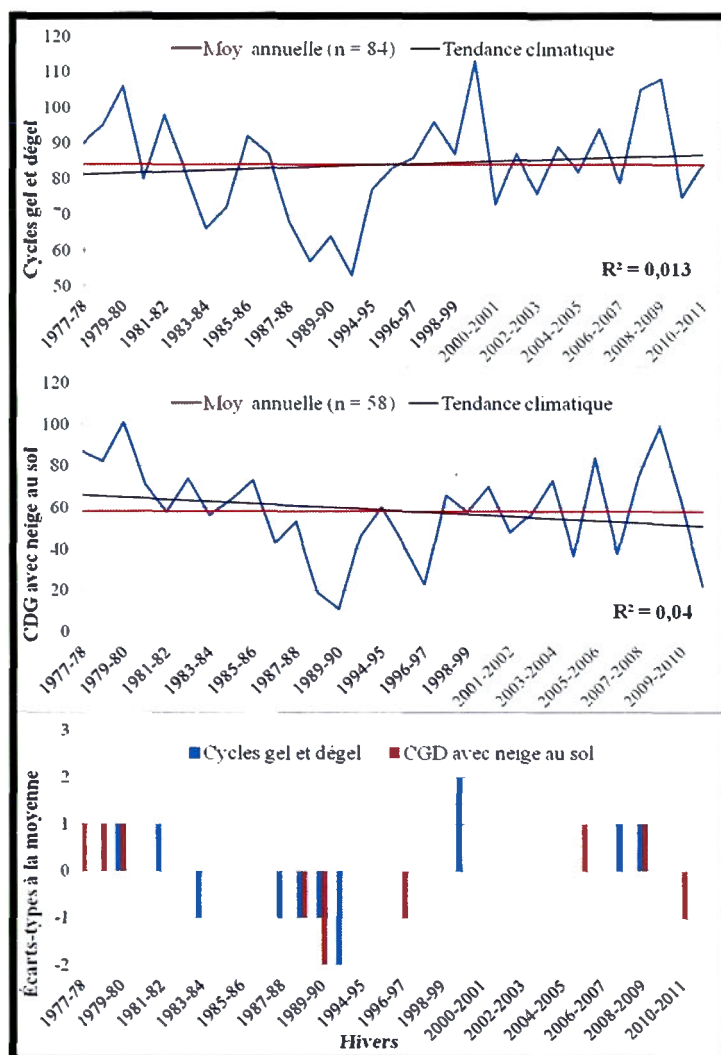 120
Moy annuelle (n = 84) Tendance climatique
110
100
90
80
70
60
50
Cycles gel et dégel
R² = 0,013
1977-78 1979-80 1981-82 1983-84 1985-86 1987-88 1989-90 1994-95 1996-97 1998-99 2000-2001 2002-2003 2004-2005 2006-2007 2008-2009 2010-2011
120
Moy annuelle (n = 58) Tendance climatique
100
80
60
40
20
0
CDG avec neige au sol
R² = 0,04
1977-78 1979-80 1981-82 1983-84 1985-86 1987-88 1989-90 1994-95 1996-97 1998-99 2001-2002 2003-2004 2005-2006 2007-2008 2009-2010
3
Cycles gel et dégel CGD avec neige au sol
2
1
0
-1
-2
Écarts-types à la moyenne
1977-78 1979-80 1981-82 1983-84 1985-86 1987-88 1989-90 1994-95 1996-97 1998-99 2000-2001 2002-2003 2004-2005 2006-2007 2008-2009 2010-2011
Hivers